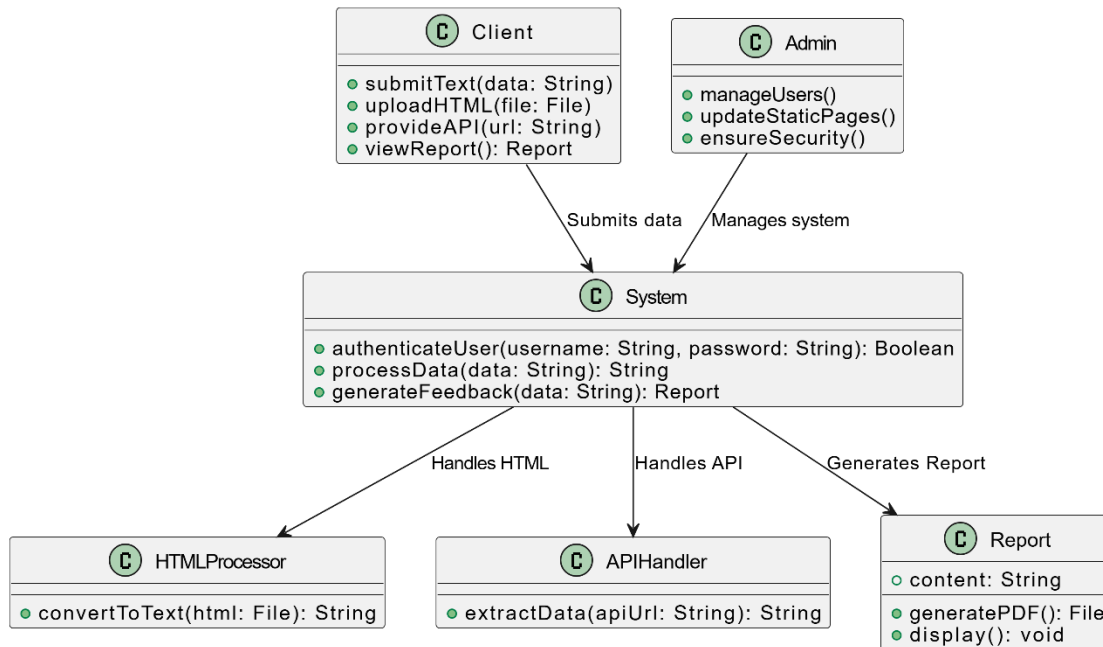 C Client
submitText(data: String)
uploadHTML(file: File)
provideAPI(url: String)
viewReport(): Report
C Admin
manageUsers()
updateStaticPages()
ensureSecurity()
Submits data
Manages system
C System
authenticateUser(username: String, password: String): Boolean
processData(data: String): String
generateFeedback(data: String): Report
Handles HTML
Handles API
Generates Report
C HTMLProcessor
convertToText(html: File): String
C APIHandler
extractData(apiUrl: String): String
C Report
content: String
generatePDF(): File
display(): void